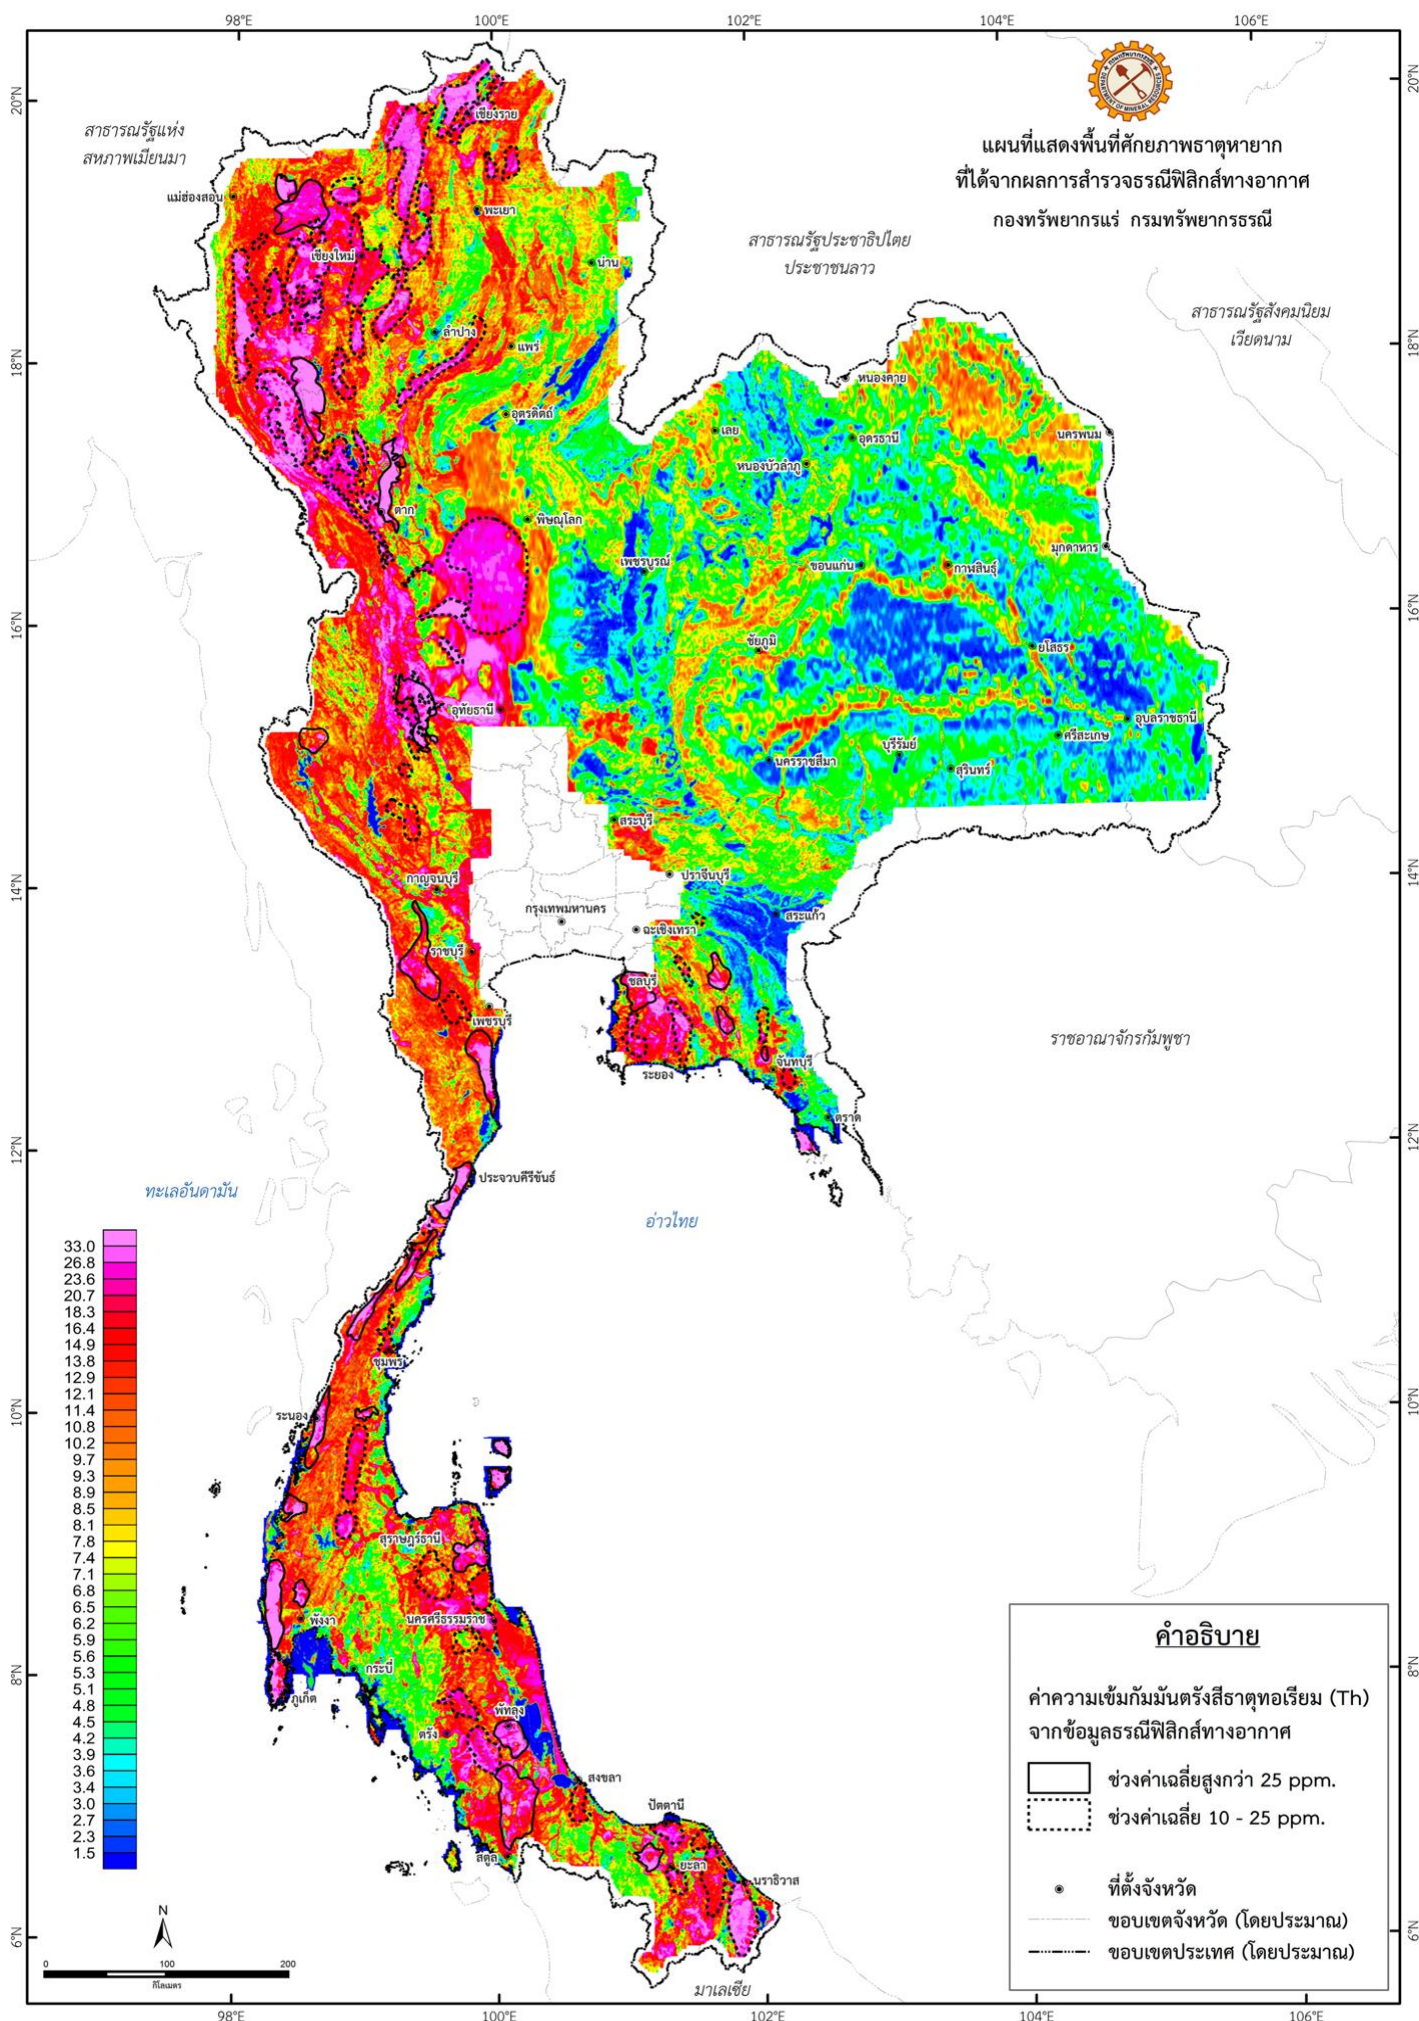 98°E
100°E
102°E
104°E
106°E
20°N
20°N
กรมทรัพยากรธรณี
DEPARTMENT OF MINERAL RESOURCES
แผนที่แสดงพื้นที่ศักยภาพธาตุหายาก
ที่ได้จากผลการสำรวจธรณีฟิสิกส์ทางอากาศ
กองทรัพยากรแร่ กรมทรัพยากรธรณี
สาธารณรัฐแห่ง
สหภาพเมียนมา
สาธารณรัฐประชาธิปไตย
ประชาชนลาว
สาธารณรัฐสังคมนิยม
เวียดนาม
เชียงราย
แม่ฮ่องสอน
พะเยา
เชียงใหม่
น่าน
ลำปาง
แพร่
18°N
18°N
หนองคาย
อุตรดิตถ์
เลย
อุดรธานี
นครพนม
หนองบัวลำภู
ตาก
พิษณุโลก
มุกดาหาร
เพชรบูรณ์
ขอนแก่น
กาฬสินธุ์
16°N
16°N
ชัยภูมิ
ยโสธร
อุทัยธานี
อุบลราชธานี
ศรีสะเกษ
บุรีรัมย์
นครราชสีมา
สุรินทร์
สระบุรี
14°N
14°N
กาญจนบุรี
ปราจีนบุรี
กรุงเทพมหานคร
สระแก้ว
ฉะเชิงเทรา
ราชบุรี
ชลบุรี
เพชรบุรี
ราชอาณาจักรกัมพูชา
จันทบุรี
ระยอง
ตราด
12°N
12°N
ประจวบคีรีขันธ์
ทะเลอันดามัน
อ่าวไทย
33.0
26.8
23.6
20.7
18.3
16.4
14.9
13.8
12.9
12.1
11.4
10.8
10.2
9.7
9.3
8.9
8.5
8.1
7.8
7.4
7.1
6.8
6.5
6.2
5.9
5.6
5.3
5.1
4.8
4.5
4.2
3.9
3.6
3.4
3.0
2.7
2.3
1.5
ชุมพร
10°N
10°N
ระนอง
สุราษฎร์ธานี
พังงา
นครศรีธรรมราช
กระบี่
8°N
8°N
ภูเก็ต
พัทลุง
ตรัง
สงขลา
ปัตตานี
สตูล
ยะลา
นราธิวาส
6°N
6°N
มาเลเซีย
คำอธิบาย
ค่าความเข้มกัมมันตรังสีธาตุทอเรียม (Th)
จากข้อมูลธรณีฟิสิกส์ทางอากาศ
ช่วงค่าเฉลี่ยสูงกว่า 25 ppm.
ช่วงค่าเฉลี่ย 10 - 25 ppm.
ที่ตั้งจังหวัด
ขอบเขตจังหวัด (โดยประมาณ)
ขอบเขตประเทศ (โดยประมาณ)
N
0 100 200
กิโลเมตร
98°E
100°E
102°E
104°E
106°E